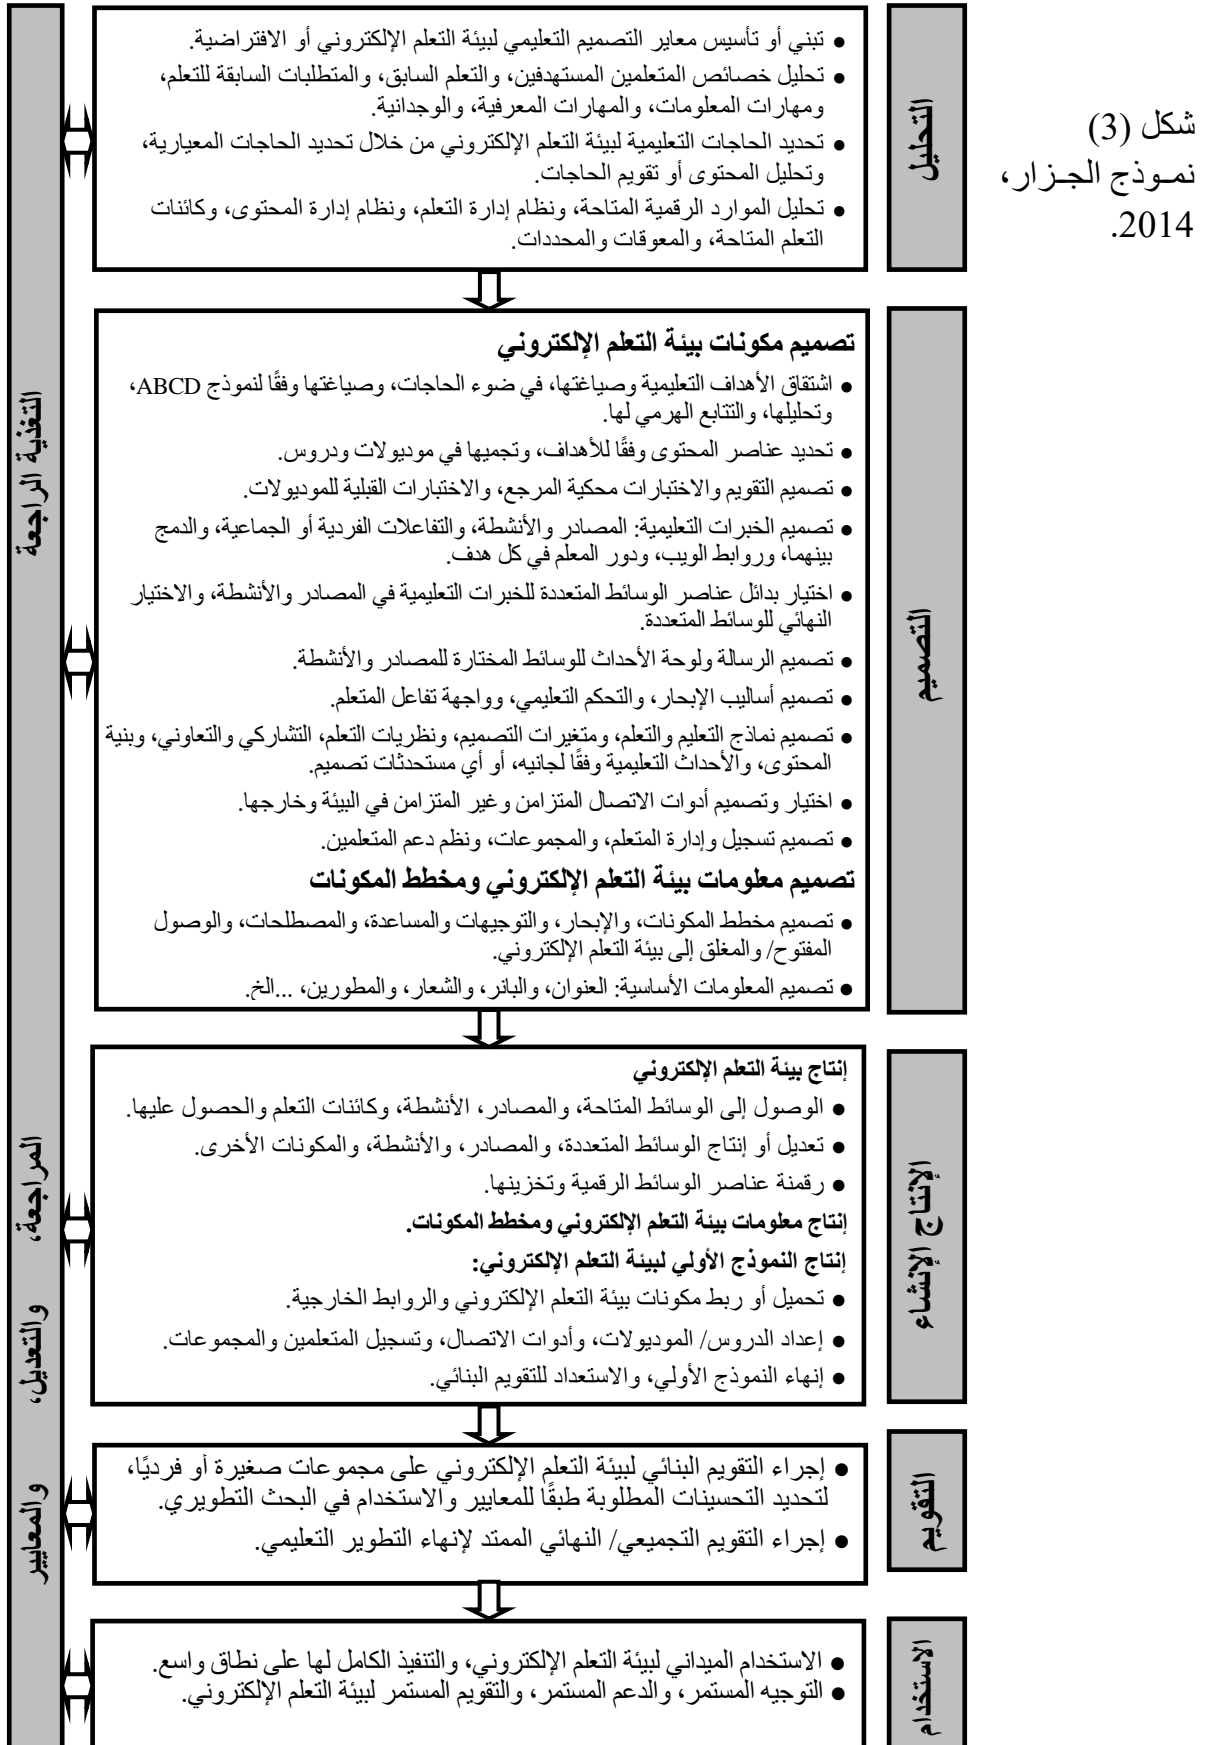 شكل (3)
نمـوذج الجـزار،
2014.
التحليل
● تبني أو تأسيس معاير التصميم التعليمي لبيئة التعلم الإلكتروني أو الافتراضية.
● تحليل خصائص المتعلمين المستهدفين، والتعلم السابق، والمتطلبات السابقة للتعلم،
ومهارات المعلومات، والمهارات المعرفية، والوجدانية.
● تحديد الحاجات التعليمية لبيئة التعلم الإلكتروني من خلال تحديد الحاجات المعيارية،
وتحليل المحتوى أو تقويم الحاجات.
● تحليل الموارد الرقمية المتاحة، ونظام إدارة التعلم، ونظام إدارة المحتوى، وكائنات
التعلم المتاحة، والمعوقات والمحددات.
التصميم
تصميم مكونات بيئة التعلم الإلكتروني
● اشتقاق الأهداف التعليمية وصياغتها، في ضوء الحاجات، وصياغتها وفقًا لنموذج ABCD،
وتحليلها، والتتابع الهرمي لها.
● تحديد عناصر المحتوى وفقًا للأهداف، وتجميها في موديولات ودروس.
● تصميم التقويم والاختبارات محكية المرجع، والاختبارات القبلية للموديولات.
● تصميم الخبرات التعليمية: المصادر والأنشطة، والتفاعلات الفردية أو الجماعية، والدمج
بينهما، وروابط الويب، ودور المعلم في كل هدف.
● اختيار بدائل عناصر الوسائط المتعددة للخبرات التعليمية في المصادر والأنشطة، والاختيار
النهائي للوسائط المتعددة.
● تصميم الرسالة ولوحة الأحداث للوسائط المختارة للمصادر والأنشطة.
● تصميم أساليب الإبحار، والتحكم التعليمي، وواجهة تفاعل المتعلم.
● تصميم نماذج التعليم والتعلم، ومتغيرات التصميم، ونظريات التعلم، التشاركي والتعاوني، وبنية
المحتوى، والأحداث التعليمية وفقًا لجانيه، أو أي مستحدثات تصميم.
● اختيار وتصميم أدوات الاتصال المتزامن وغير المتزامن في البيئة وخارجها.
● تصميم تسجيل وإدارة المتعلم، والمجموعات، ونظم دعم المتعلمين.
تصميم معلومات بيئة التعلم الإلكتروني ومخطط المكونات
● تصميم مخطط المكونات، والإبحار، والتوجيهات والمساعدة، والمصطلحات، والوصول
المفتوح/ والمغلق إلى بيئة التعلم الإلكتروني.
● تصميم المعلومات الأساسية: العنوان، والبانر، والشعار، والمطورين، ...الخ.
الإنتاج الإنشاء
إنتاج بيئة التعلم الإلكتروني
● الوصول إلى الوسائط المتاحة، والمصادر، الأنشطة، وكائنات التعلم والحصول عليها.
● تعديل أو إنتاج الوسائط المتعددة، والمصادر، والأنشطة، والمكونات الأخرى.
● رقمنة عناصر الوسائط الرقمية وتخزينها.
إنتاج معلومات بيئة التعلم الإلكتروني ومخطط المكونات.
إنتاج النموذج الأولي لبيئة التعلم الإلكتروني:
● تحميل أو ربط مكونات بيئة التعلم الإلكتروني والروابط الخارجية.
● إعداد الدروس/ الموديولات، وأدوات الاتصال، وتسجيل المتعلمين والمجموعات.
● إنهاء النموذج الأولي، والاستعداد للتقويم البنائي.
التقويم
● إجراء التقويم البنائي لبيئة التعلم الإلكتروني على مجموعات صغيرة أو فرديًا،
لتحديد التحسينات المطلوبة طبقًا للمعايير والاستخدام في البحث التطويري.
● إجراء التقويم التجميعي/ النهائي الممتد لإنهاء التطوير التعليمي.
الاستخدام
● الاستخدام الميداني لبيئة التعلم الإلكتروني، والتنفيذ الكامل لها على نطاق واسع.
● التوجيه المستمر، والدعم المستمر، والتقويم المستمر لبيئة التعلم الإلكتروني.
والمعايير والتعديل، المراجعة، التغذية الراجعة